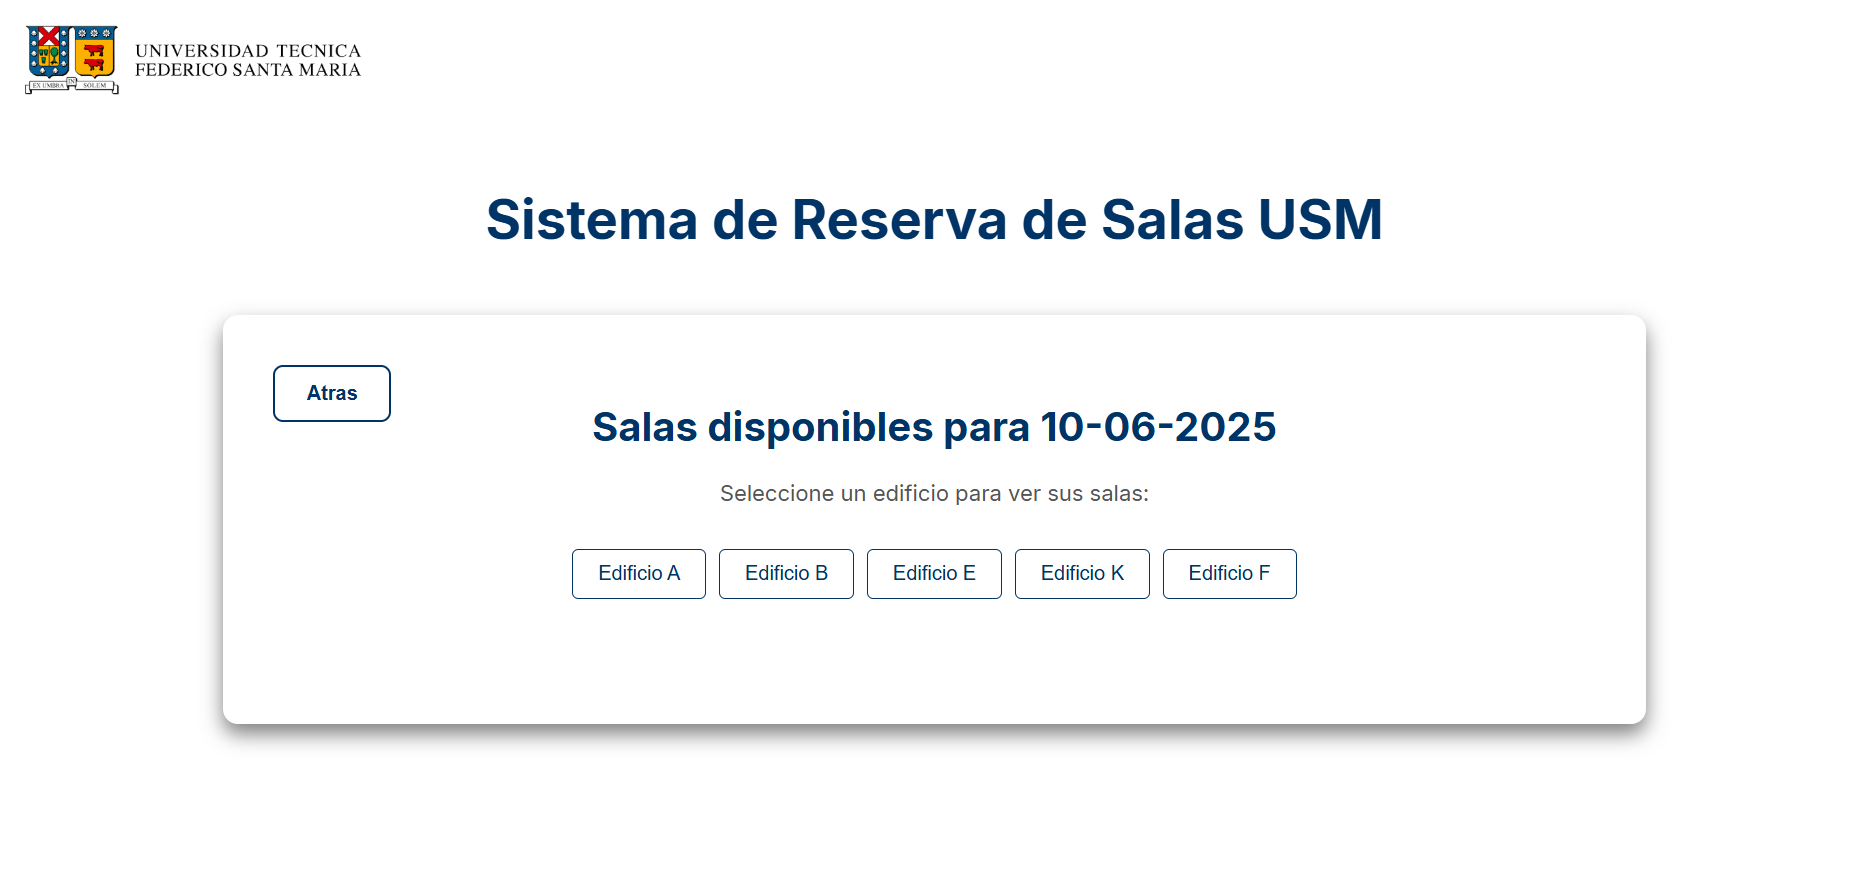 EX UMBRA IN SOLEM
UNIVERSIDAD TECNICA
FEDERICO SANTA MARIA
Sistema de Reserva de Salas USM
Atras
Salas disponibles para 10-06-2025
Seleccione un edificio para ver sus salas:
Edificio A Edificio B Edificio E Edificio K Edificio F